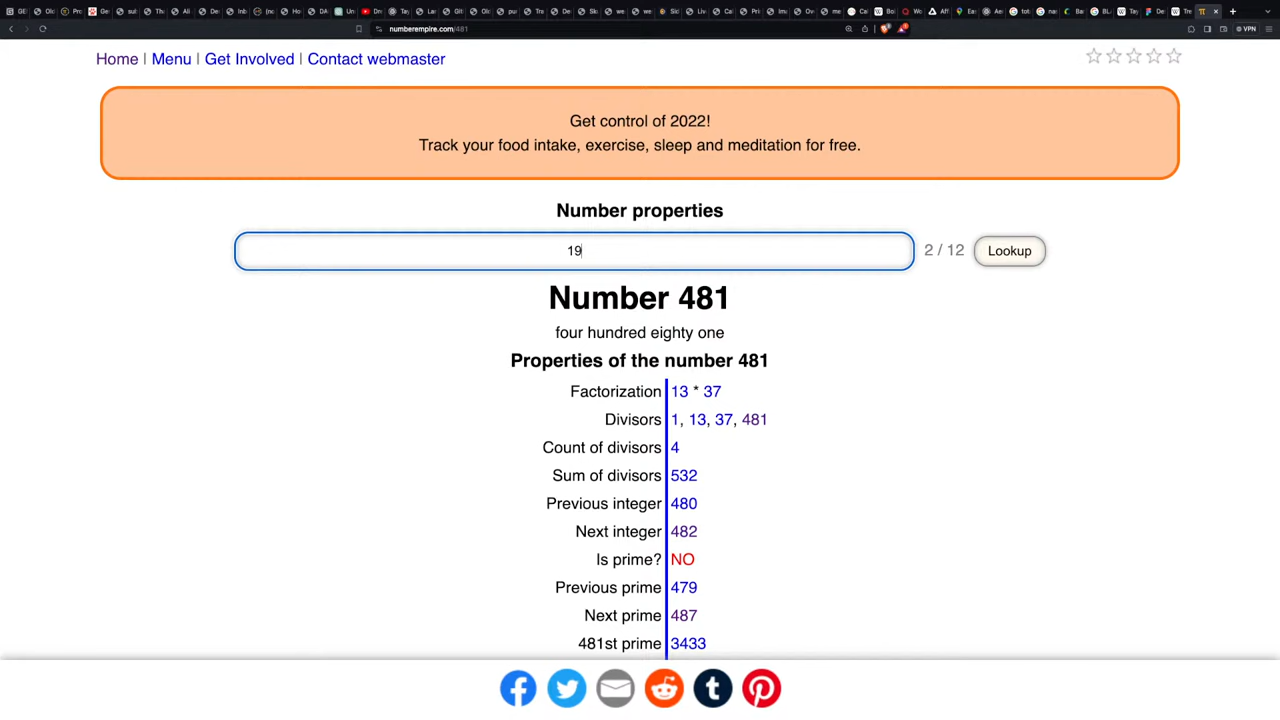 numberempire.com/481
VPN
Home | Menu | Get Involved | Contact webmaster
Get control of 2022!
Track your food intake, exercise, sleep and meditation for free.
Number properties
19
2 / 12
Lookup
Number 481
four hundred eighty one
Properties of the number 481
Factorization 13 * 37
Divisors 1, 13, 37, 481
Count of divisors 4
Sum of divisors 532
Previous integer 480
Next integer 482
Is prime? NO
Previous prime 479
Next prime 487
481st prime 3433